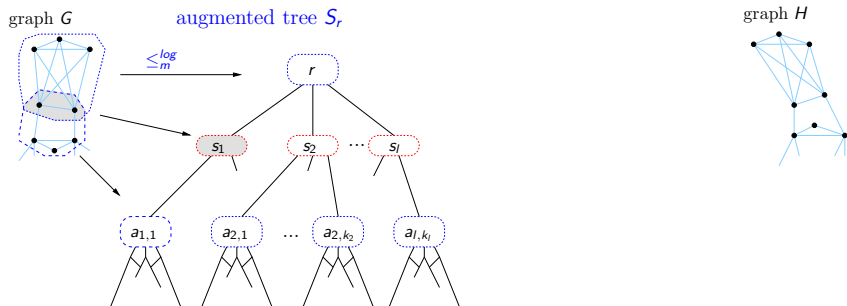 graph G
augmented tree S_r
graph H
≤_m^log
r
s_1 s_2 ... s_l
a_{1,1} a_{2,1} ... a_{2,k_2} a_{l,k_l}